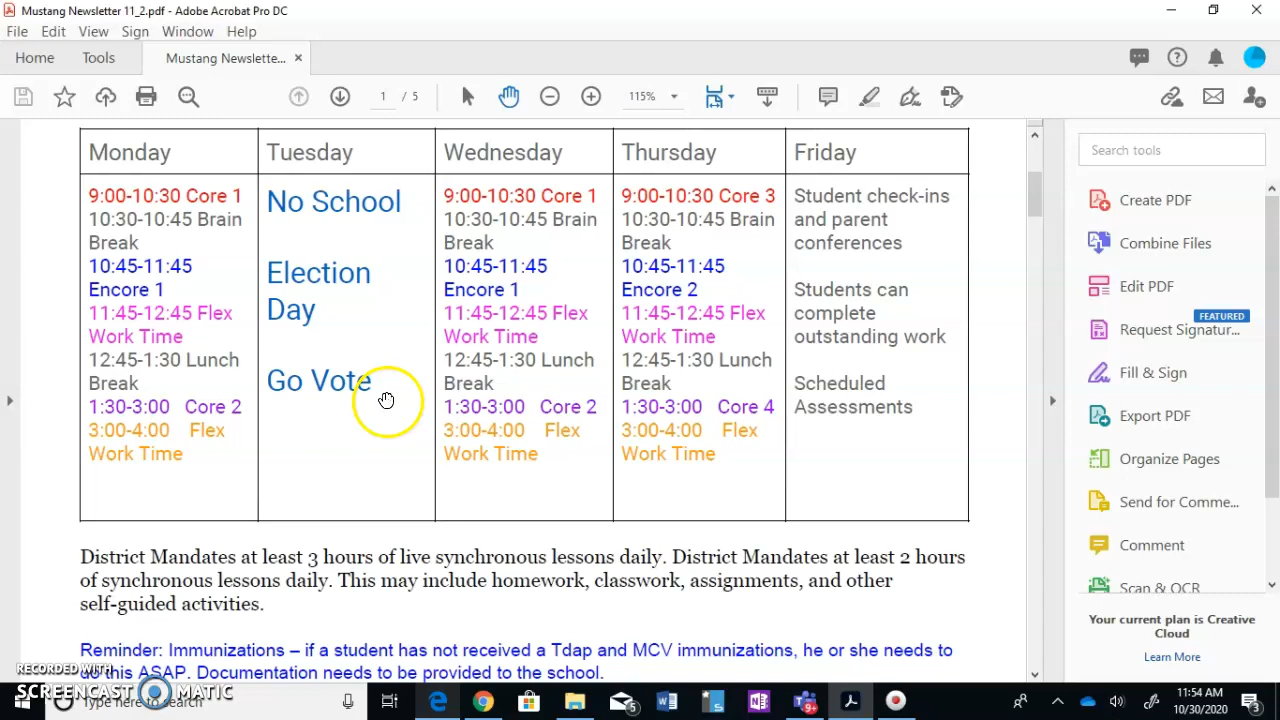 Mustang Newsletter 11_2.pdf - Adobe Acrobat Pro DC
File Edit View Sign Window Help
Home Tools Mustang Newslette... ×
1 / 5 115%
Search tools
Monday Tuesday Wednesday Thursday Friday
9:00-10:30 Core 1
10:30-10:45 Brain
Break
10:45-11:45
Encore 1
11:45-12:45 Flex
Work Time
12:45-1:30 Lunch
Break
1:30-3:00 Core 2
3:00-4:00 Flex
Work Time
No School
Election
Day
Go Vote
9:00-10:30 Core 1
10:30-10:45 Brain
Break
10:45-11:45
Encore 1
11:45-12:45 Flex
Work Time
12:45-1:30 Lunch
Break
1:30-3:00 Core 2
3:00-4:00 Flex
Work Time
9:00-10:30 Core 3
10:30-10:45 Brain
Break
10:45-11:45
Encore 2
11:45-12:45 Flex
Work Time
12:45-1:30 Lunch
Break
1:30-3:00 Core 4
3:00-4:00 Flex
Work Time
Student check-ins
and parent
conferences
Students can
complete
outstanding work
Scheduled
Assessments
District Mandates at least 3 hours of live synchronous lessons daily. District Mandates at least 2 hours
of synchronous lessons daily. This may include homework, classwork, assignments, and other
self-guided activities.
Reminder: Immunizations – if a student has not received a Tdap and MCV immunizations, he or she needs to
do this ASAP. Documentation needs to be provided to the school.
Create PDF
Combine Files
Edit PDF
FEATURED
Request Signatur...
Fill & Sign
Export PDF
Organize Pages
Send for Comme...
Comment
Scan & OCR
Your current plan is Creative
Cloud
Learn More
RECORDED WITH
SCREENCAST MATIC
Type here to search
5
9+
11:54 AM
10/30/2020
3